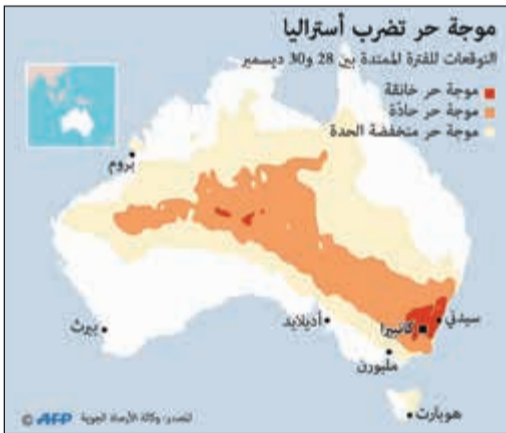 موجة حر تضرب أستراليا
التوقعات للفترة الممتدة بين 28 و30 ديسمبر
موجة حر خانقة
موجة حر حادّة
موجة حر منخفضة الحدة
بروم
بيرث
أديلايد
سيدني
كانبيرا
ملبورن
هوبارت
المصدر: وكالة الأرصاد الجوية © AFP